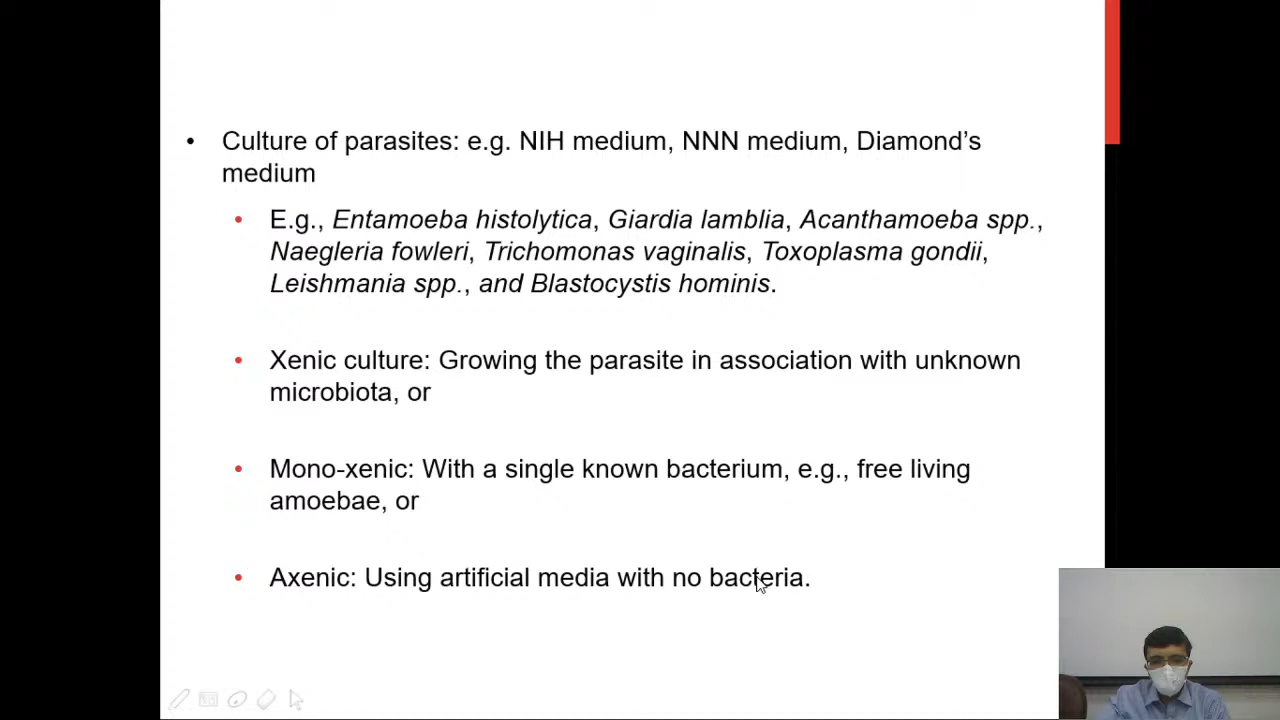 • Culture of parasites: e.g. NIH medium, NNN medium, Diamond’s
medium
• E.g., Entamoeba histolytica, Giardia lamblia, Acanthamoeba spp.,
Naegleria fowleri, Trichomonas vaginalis, Toxoplasma gondii,
Leishmania spp., and Blastocystis hominis.
• Xenic culture: Growing the parasite in association with unknown
microbiota, or
• Mono-xenic: With a single known bacterium, e.g., free living
amoebae, or
• Axenic: Using artificial media with no bacteria.